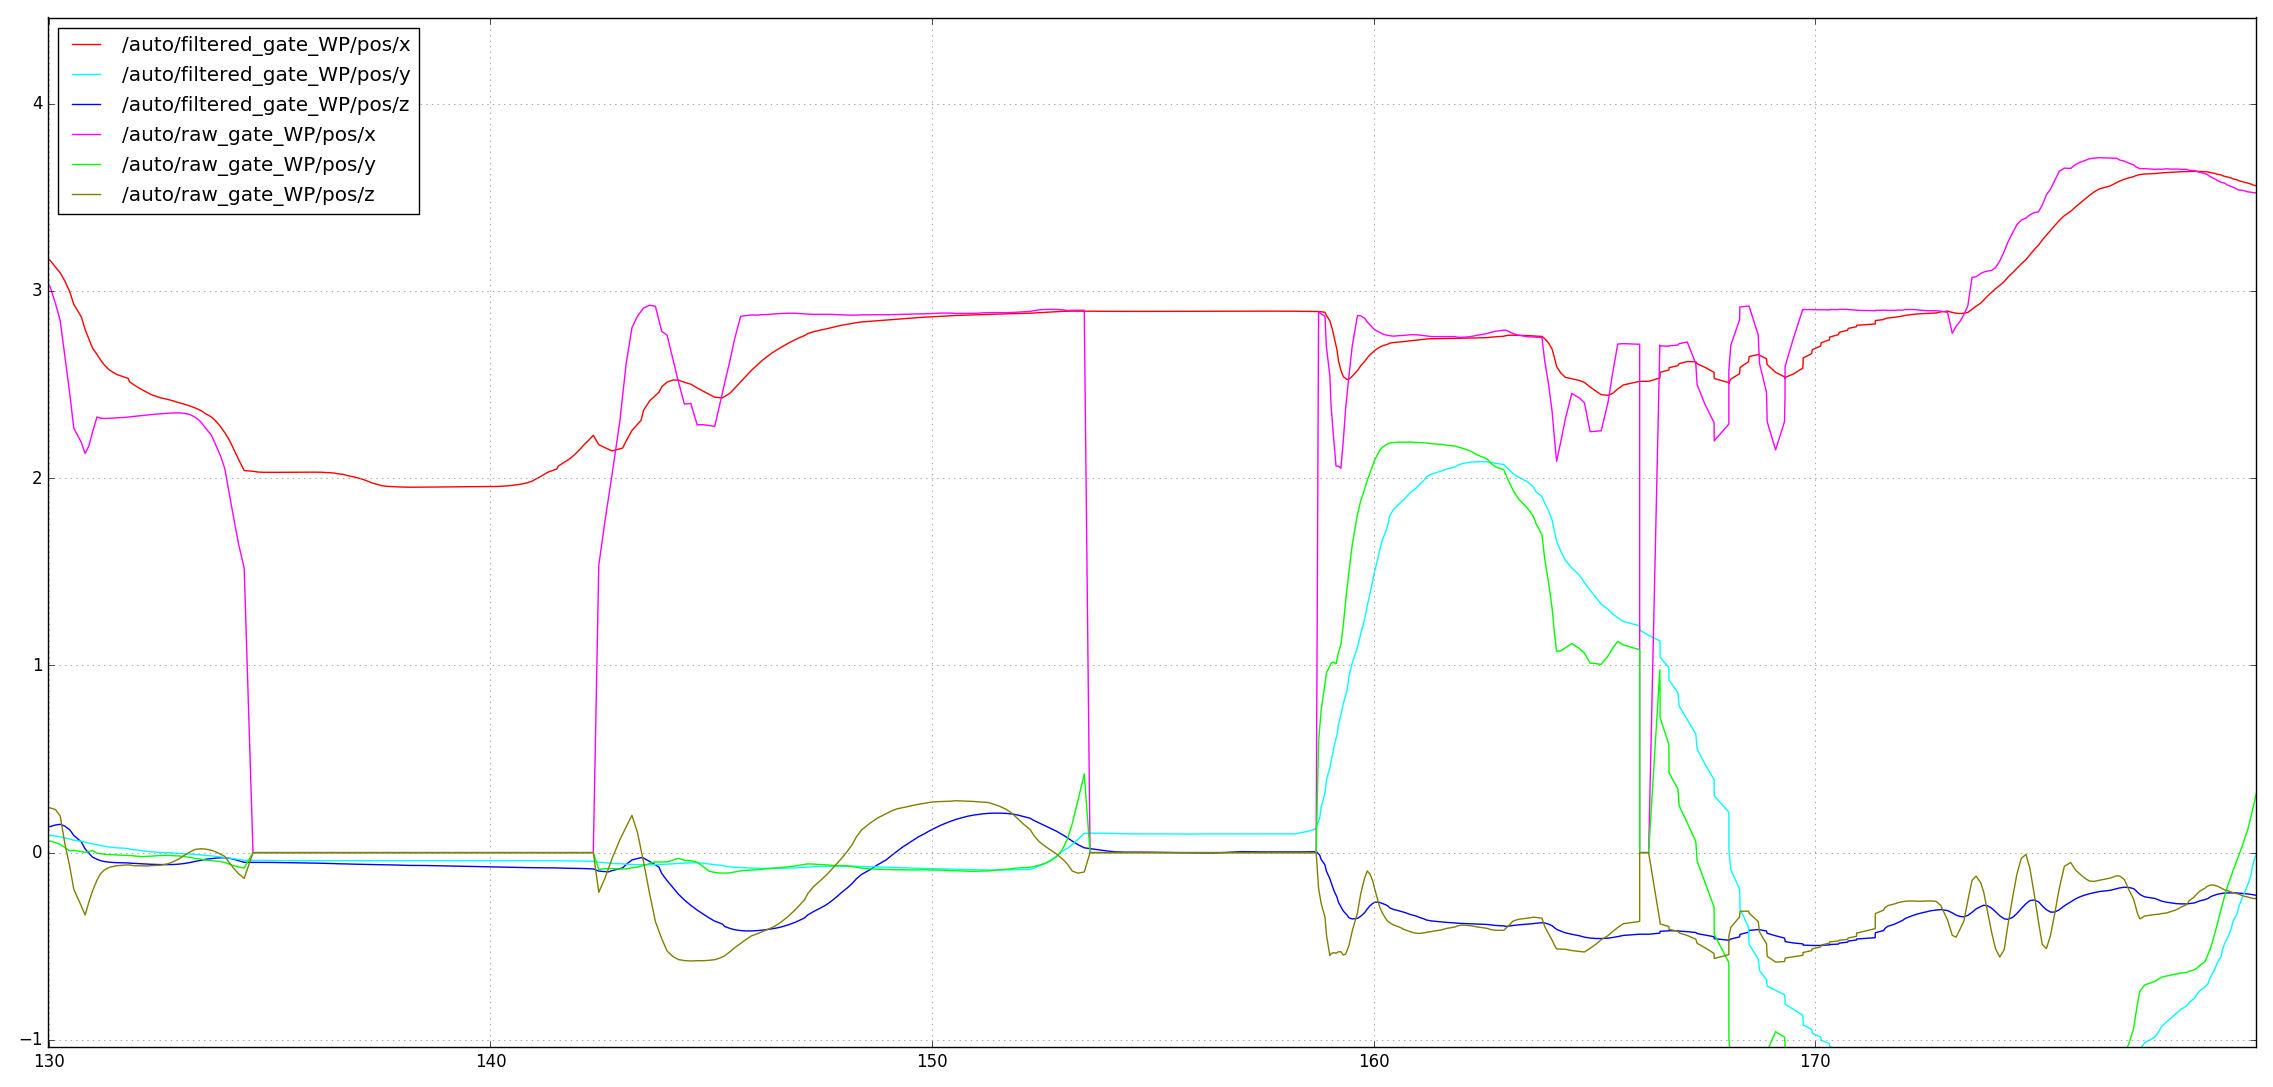 /auto/filtered_gate_WP/pos/x
/auto/filtered_gate_WP/pos/y
/auto/filtered_gate_WP/pos/z
/auto/raw_gate_WP/pos/x
/auto/raw_gate_WP/pos/y
/auto/raw_gate_WP/pos/z
4
3
2
1
0
−1
130 140 150 160 170